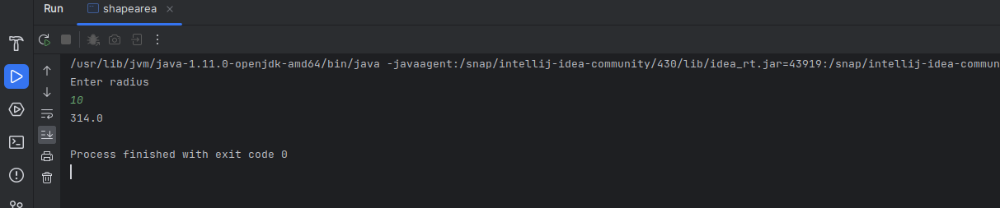 Run
shapearea
/usr/lib/jvm/java-1.11.0-openjdk-amd64/bin/java -javaagent:/snap/intellij-idea-community/430/lib/idea_rt.jar=43919:/snap/intellij-idea-commun
Enter radius
10
314.0
Process finished with exit code 0